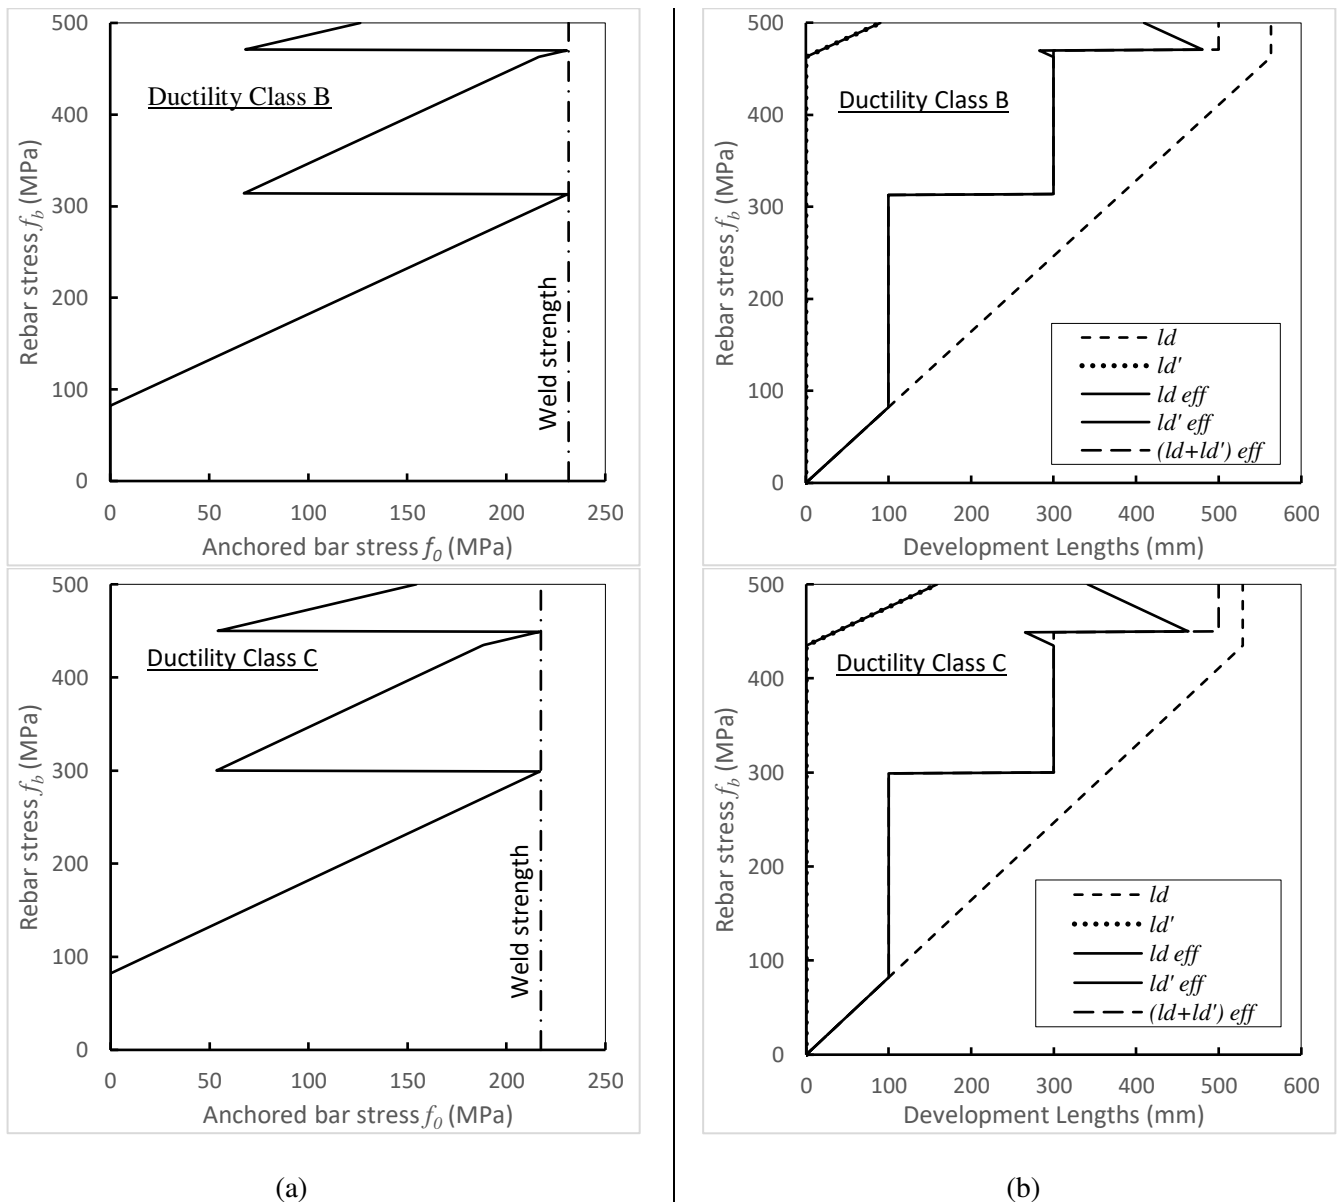 500
400
300
200
100
0
Rebar stress f_b (MPa)
Ductility Class B
Weld strength
0 50 100 150 200 250
Anchored bar stress f_0 (MPa)
500
400
300
200
100
0
Rebar stress f_b (MPa)
Ductility Class B
ld
ld'
ld eff
ld' eff
(ld+ld') eff
0 100 200 300 400 500 600
Development Lengths (mm)
500
400
300
200
100
0
Rebar stress f_b (MPa)
Ductility Class C
Weld strength
0 50 100 150 200 250
Anchored bar stress f_0 (MPa)
500
400
300
200
100
0
Rebar stress f_b (MPa)
Ductility Class C
ld
ld'
ld eff
ld' eff
(ld+ld') eff
0 100 200 300 400 500 600
Development Lengths (mm)
(a)
(b)